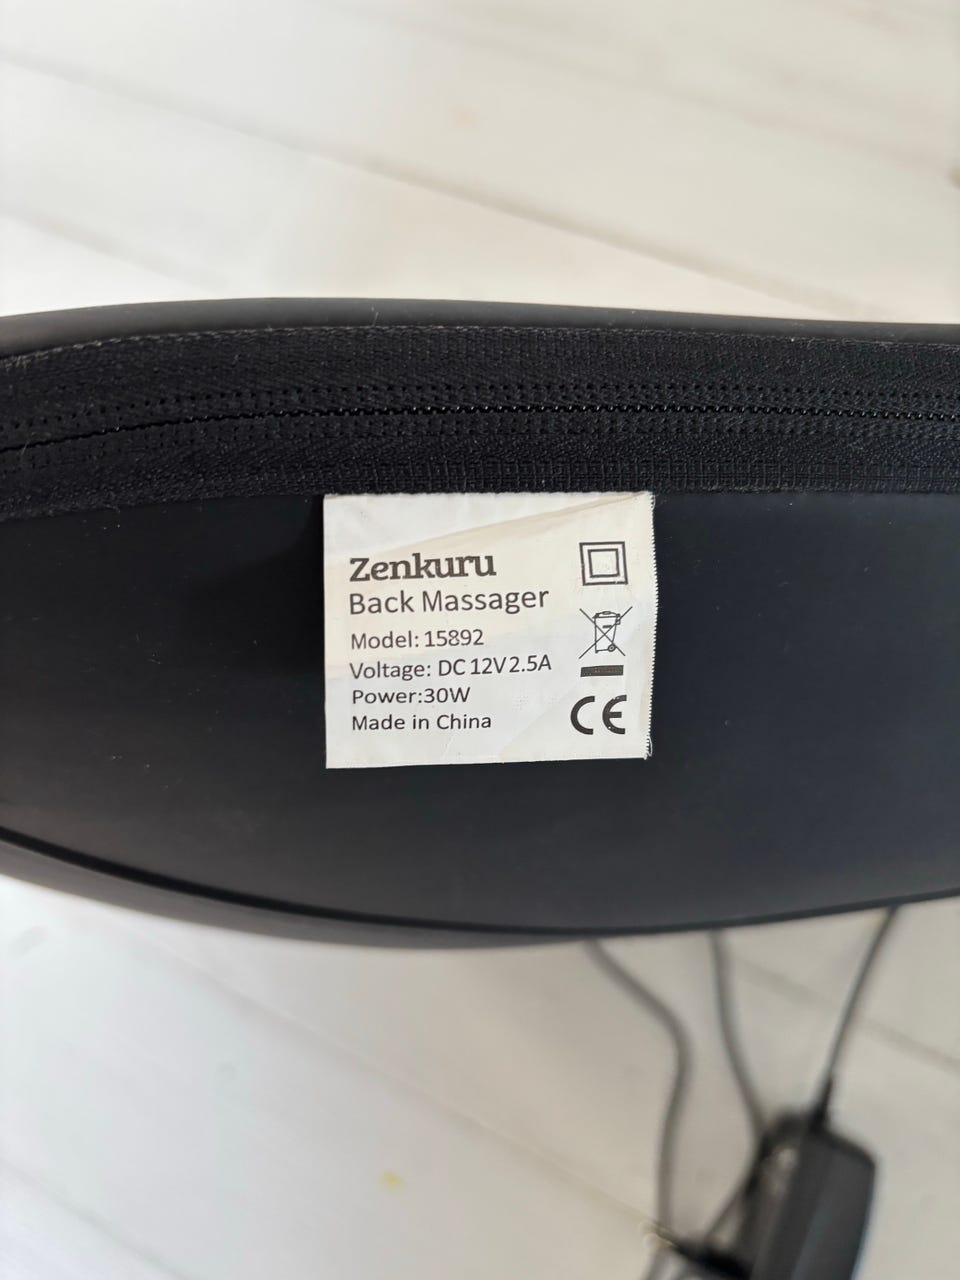 Zenkuru
Back Massager
Model: 15892
Voltage: DC 12V 2.5A
Power:30W
Made in China
CE